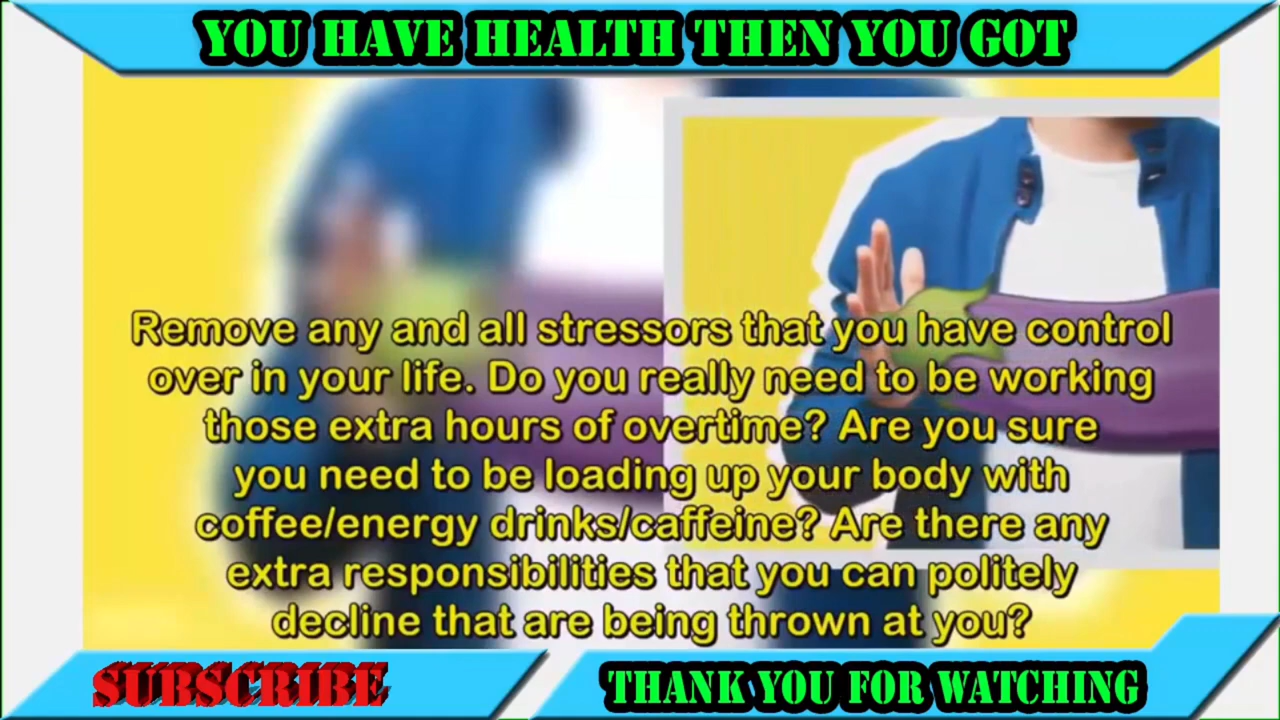 YOU HAVE HEALTH THEN YOU GOT
Remove any and all stressors that you have control
over in your life. Do you really need to be working
those extra hours of overtime? Are you sure
you need to be loading up your body with
coffee/energy drinks/caffeine? Are there any
extra responsibilities that you can politely
decline that are being thrown at you?
SUBSCRIBE
THANK YOU FOR WATCHING